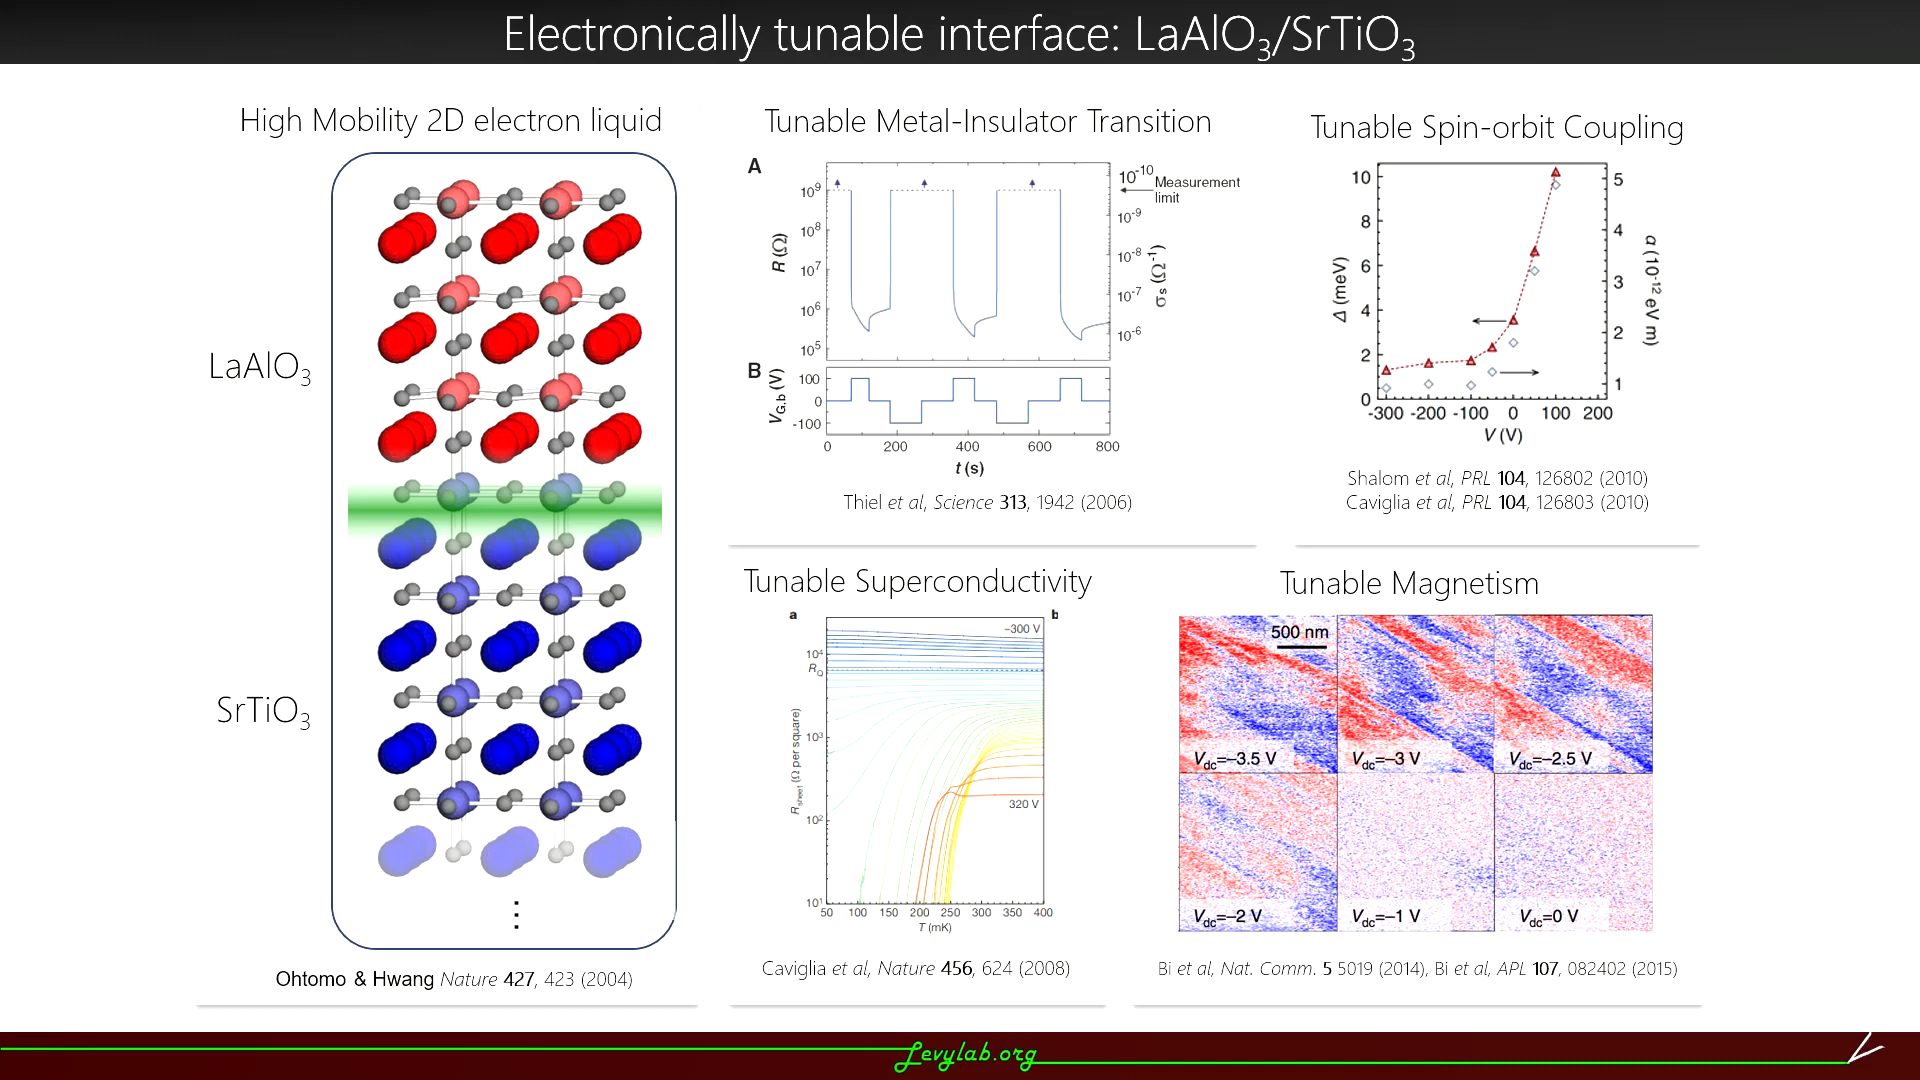 Electronically tunable interface: LaAlO₃/SrTiO₃
High Mobility 2D electron liquid
LaAlO₃
SrTiO₃
⋮
Ohtomo & Hwang Nature 427, 423 (2004)
Tunable Metal-Insulator Transition
A
R (Ω)
10⁹
10⁸
10⁷
10⁶
10⁵
10⁻¹⁰
10⁻⁹
10⁻⁸
10⁻⁷
10⁻⁶
σs (Ω⁻¹)
Measurement
limit
B
V_G,b (V)
100
0
-100
0 200 400 600 800
t (s)
Thiel et al, Science 313, 1942 (2006)
Tunable Spin-orbit Coupling
Δ (meV)
10
8
6
4
2
0
5
4
3
2
1
α (10⁻¹² eV m)
-300 -200 -100 0 100 200
V (V)
Shalom et al, PRL 104, 126802 (2010)
Caviglia et al, PRL 104, 126803 (2010)
Tunable Superconductivity
a
b
−300 V
10⁴
R_Q
10³
10²
10¹
R_sheet (Ω per square)
320 V
50 100 150 200 250 300 350 400
T (mK)
Caviglia et al, Nature 456, 624 (2008)
Tunable Magnetism
500 nm
V_dc=−3.5 V
V_dc=−3 V
V_dc=−2.5 V
V_dc=−2 V
V_dc=−1 V
V_dc=0 V
Bi et al, Nat. Comm. 5 5019 (2014), Bi et al, APL 107, 082402 (2015)
Levylab.org